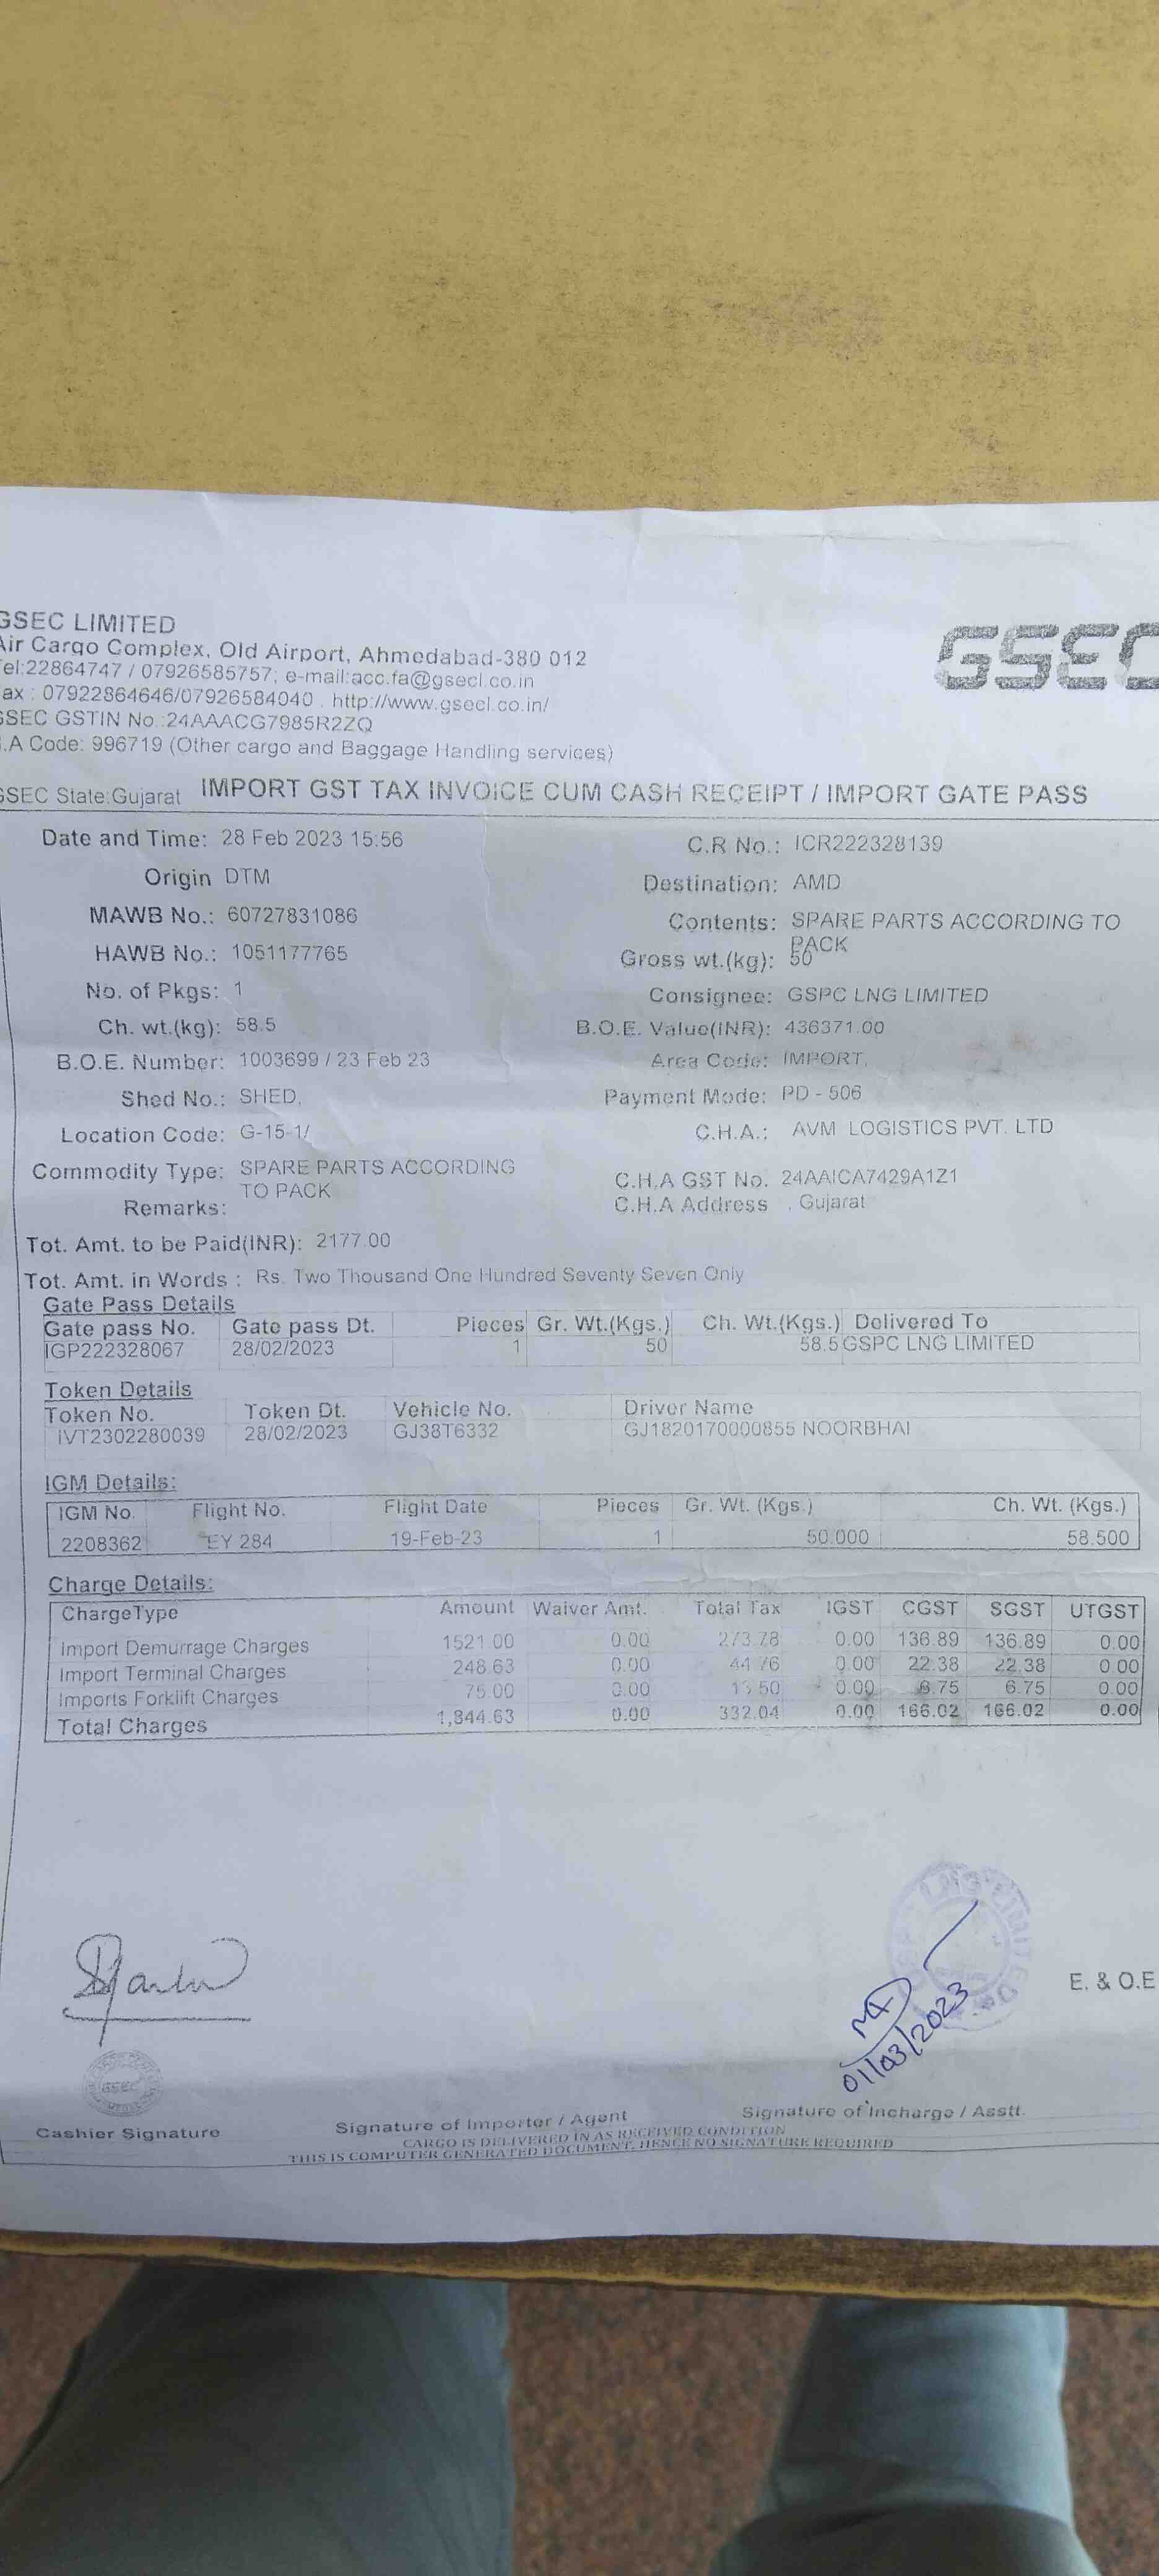 GSEC LIMITED
Air Cargo Complex, Old Airport, Ahmedabad-380 012
Tel:22864747 / 07926585757; e-mail:acc.fa@gsecl.co.in
ax : 07922864646/07926584040 , http://www.gsecl.co.in/
GSEC GSTIN No.:24AAACG7985R2ZQ
.A Code: 996719 (Other cargo and Baggage Handling services)
GSEC
GSEC State:Gujarat IMPORT GST TAX INVOICE CUM CASH RECEIPT / IMPORT GATE PASS
Date and Time: 28 Feb 2023 15:56 C.R No.: ICR222328139
Origin DTM Destination: AMD
MAWB No.: 60727831086 Contents: SPARE PARTS ACCORDING TO PACK
HAWB No.: 1051177765 Gross wt.(kg): 50
No. of Pkgs: 1 Consignee: GSPC LNG LIMITED
Ch. wt.(kg): 58.5 B.O.E. Value(INR): 436371.00
B.O.E. Number: 1003699 / 23 Feb 23 Area Code: IMPORT,
Shed No.: SHED, Payment Mode: PD - 506
Location Code: G-15-1/ C.H.A.: AVM LOGISTICS PVT. LTD
Commodity Type: SPARE PARTS ACCORDING C.H.A GST No. 24AAICA7429A1Z1
TO PACK
Remarks: C.H.A Address , Gujarat
Tot. Amt. to be Paid(INR): 2177.00
Tot. Amt. in Words : Rs. Two Thousand One Hundred Seventy Seven Only
Gate Pass Details
Gate pass No. Gate pass Dt. Pieces Gr. Wt.(Kgs.) Ch. Wt.(Kgs.) Delivered To
IGP222328067 28/02/2023 1 50 58.5 GSPC LNG LIMITED
Token Details
Token No. Token Dt. Vehicle No. Driver Name
IVT2302280039 28/02/2023 GJ38T6332 GJ1820170000855 NOORBHAI
IGM Details:
IGM No. Flight No. Flight Date Pieces Gr. Wt. (Kgs.) Ch. Wt. (Kgs.)
2208362 EY 284 19-Feb-23 1 50.000 58.500
Charge Details:
ChargeType Amount Waiver Amt. Total Tax IGST CGST SGST UTGST
Import Demurrage Charges 1521.00 0.00 273.78 0.00 136.89 136.89 0.00
Import Terminal Charges 248.63 0.00 44.76 0.00 22.38 22.38 0.00
Imports Forklift Charges 75.00 0.00 13.50 0.00 6.75 6.75 0.00
Total Charges 1,844.63 0.00 332.04 0.00 166.02 166.02 0.00
E. & O.E
01/03/2023
GSEC
Cashier Signature Signature of Importer / Agent Signature of Incharge / Asstt.
CARGO IS DELIVERED IN AS RECEIVED CONDITION
THIS IS COMPUTER GENERATED DOCUMENT, HENCE NO SIGNATURE REQUIRED